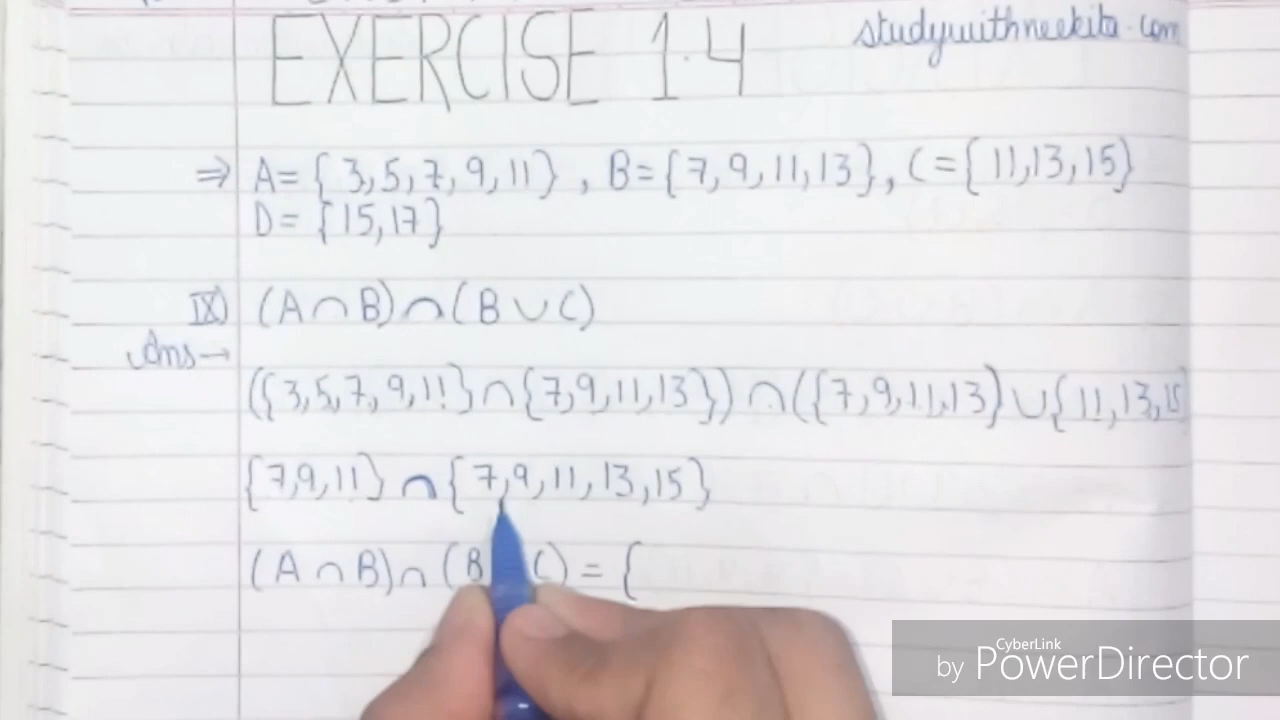 EXERCISE 1.4
studywithneekita.com
⇒ A = { 3, 5, 7, 9, 11 } , B = { 7, 9, 11, 13 }, C = { 11, 13, 15 }
D = { 15, 17 }
IX) (A ∩ B) ∩ (B ∪ C)
Ans →
({3, 5, 7, 9, 11} ∩ {7, 9, 11, 13}) ∩ ({7, 9, 11, 13} ∪ {11, 13, 15
{7, 9, 11} ∩ {7, 9, 11, 13, 15}
(A ∩ B) ∩ (B C) = {
CyberLink
by PowerDirector